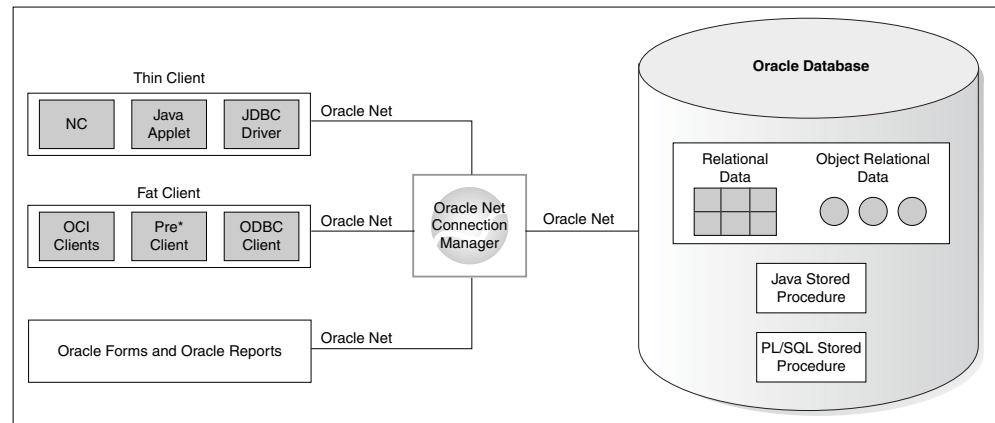 Thin Client
NC
Java
Applet
JDBC
Driver
Oracle Net
Fat Client
OCI
Clients
Pre*
Client
ODBC
Client
Oracle Net
Oracle Forms and Oracle Reports
Oracle Net
Oracle Net
Connection
Manager
Oracle Net
Oracle Database
Relational
Data
Object Relational
Data
Java Stored
Procedure
PL/SQL Stored
Procedure